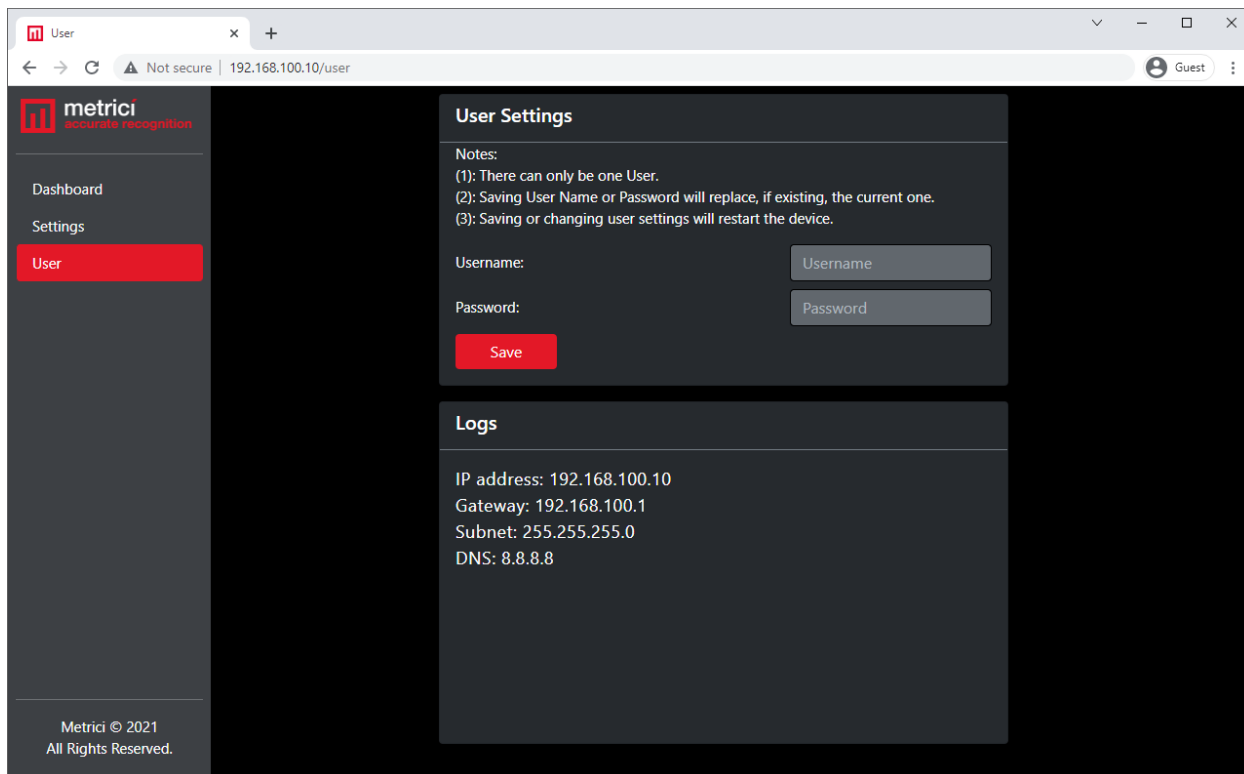 User
Not secure
192.168.100.10/user
Guest
metrici
accurate recognition
Dashboard
Settings
User
User Settings
Notes:
(1): There can only be one User.
(2): Saving User Name or Password will replace, if existing, the current one.
(3): Saving or changing user settings will restart the device.
Username:
Username
Password:
Password
Save
Logs
IP address: 192.168.100.10
Gateway: 192.168.100.1
Subnet: 255.255.255.0
DNS: 8.8.8.8
Metrici © 2021
All Rights Reserved.